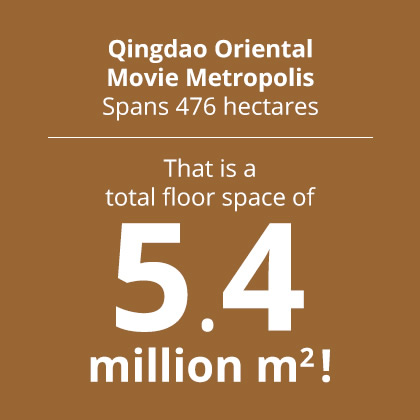 Qingdao Oriental
Movie Metropolis
Spans 476 hectares
That is a
total floor space of
5.4
million m²!